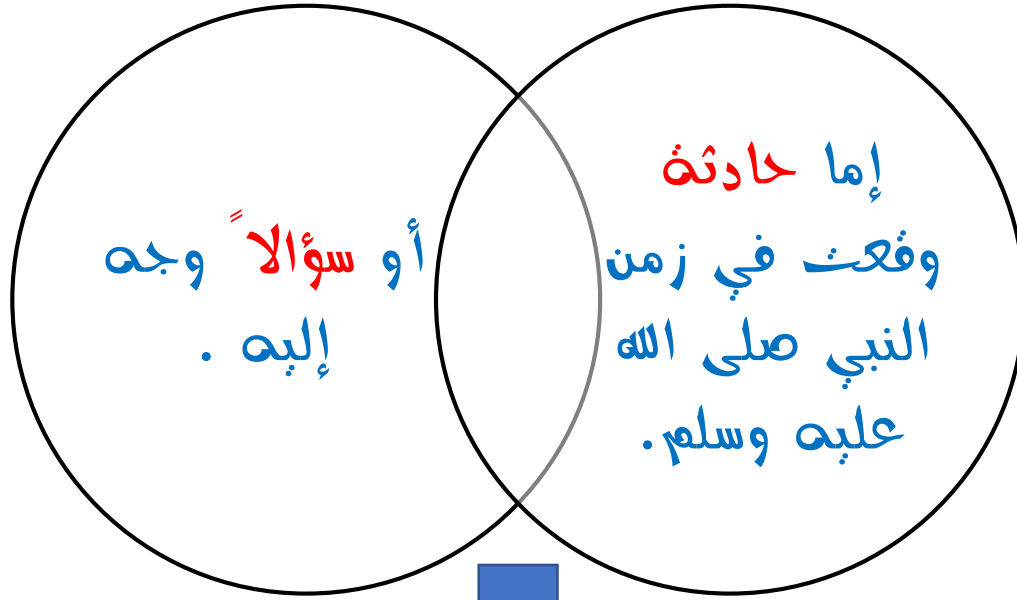 إما حادثة
وقعت في زمن
النبي صلى الله
عليه وسلم.
أو سؤالاً وجه
إليه .